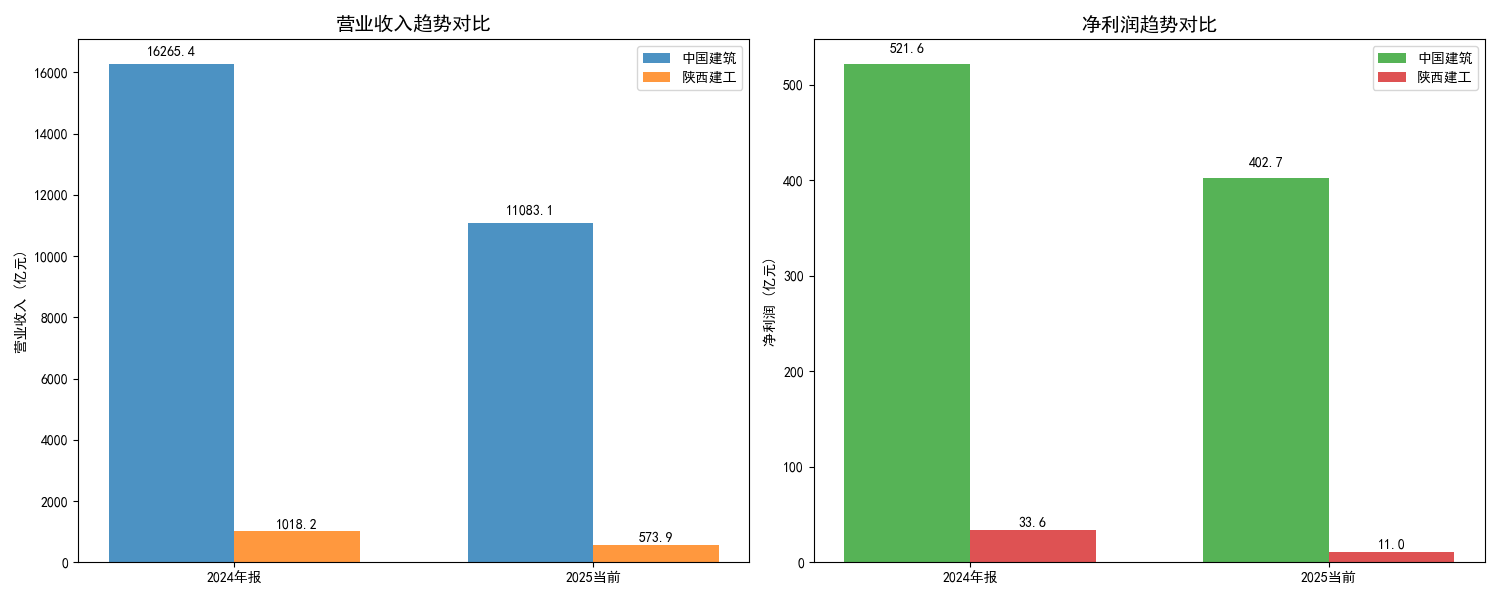 营业收入趋势对比
营业收入 (亿元)
16000
14000
12000
10000
8000
6000
4000
2000
0
16265.4
1018.2
11083.1
573.9
中国建筑
陕西建工
2024年报
2025当前
净利润趋势对比
净利润 (亿元)
500
400
300
200
100
0
521.6
33.6
402.7
11.0
中国建筑
陕西建工
2024年报
2025当前